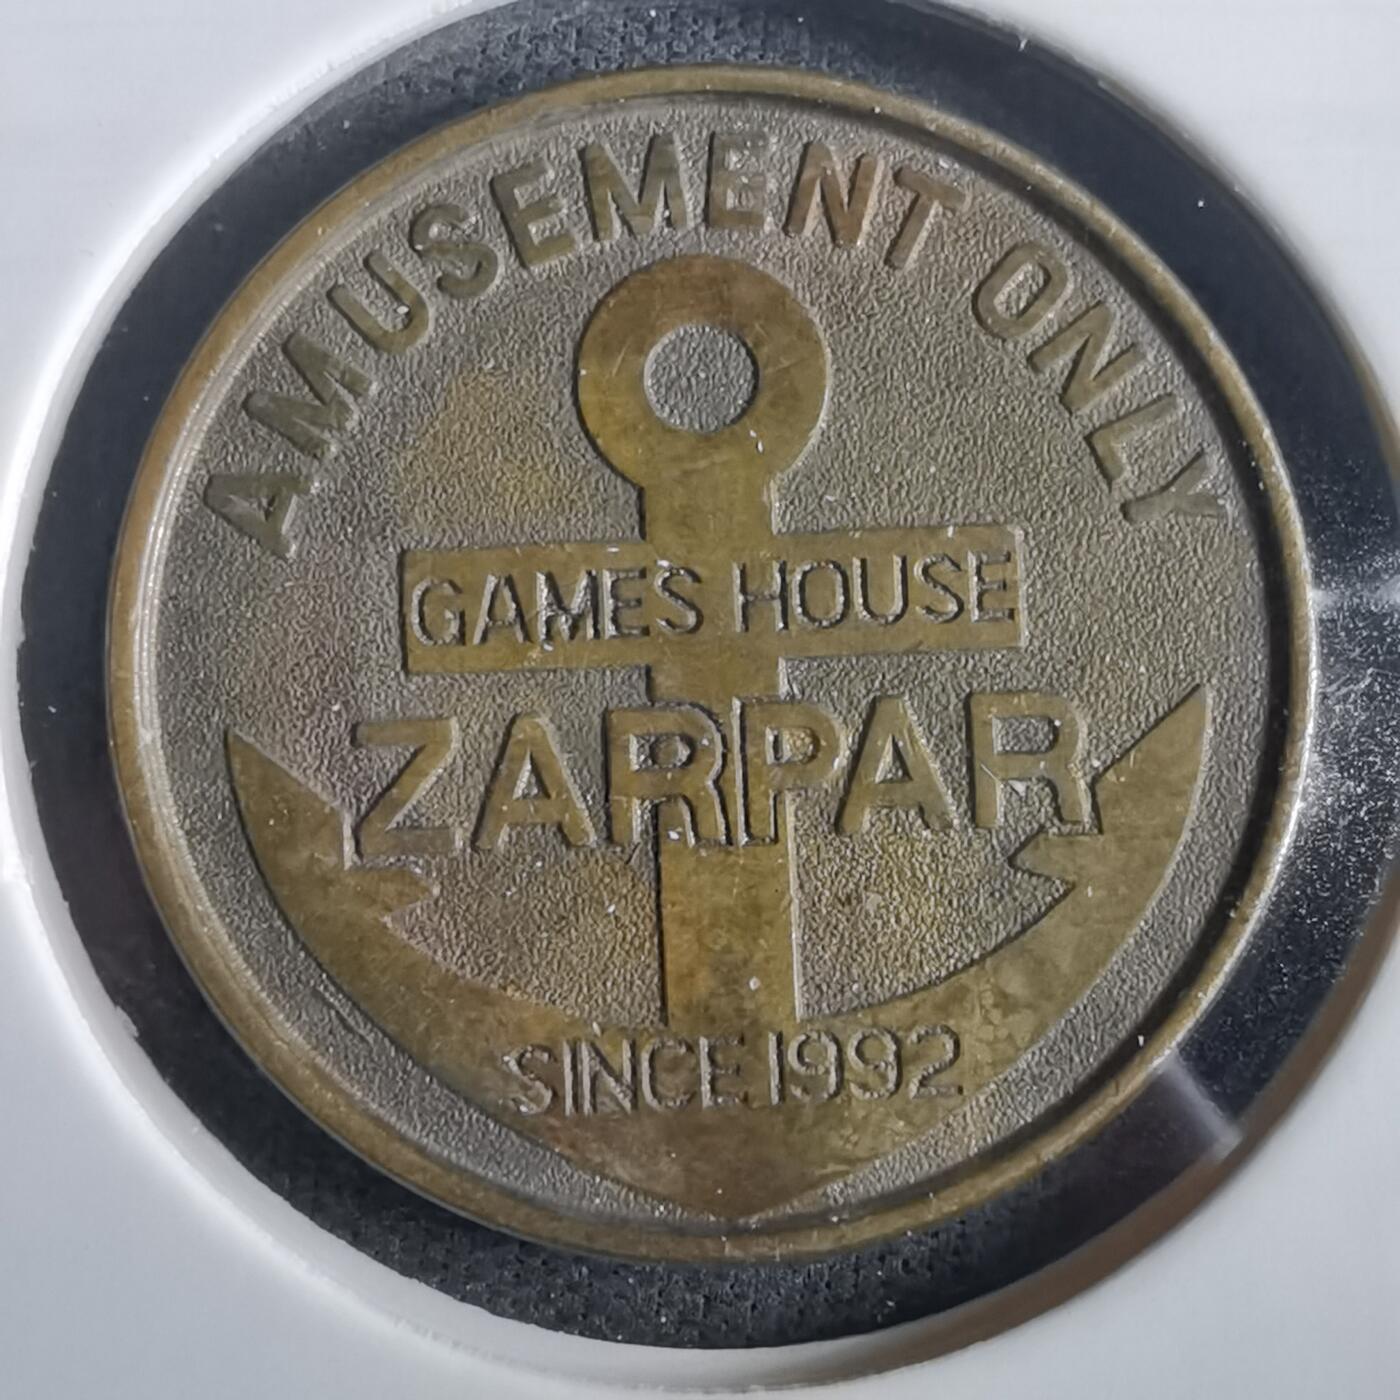 AMUSEMENT ONLY
GAMES HOUSE
ZARPAR
SINCE 1992